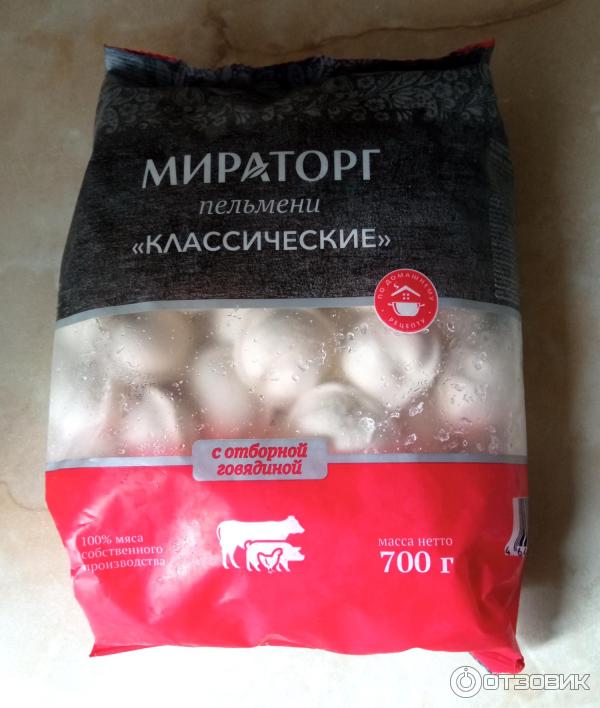 МИРАТОРГ
пельмени
«КЛАССИЧЕСКИЕ»
ПО ДОМАШНЕМУ
РЕЦЕПТУ
с отборной
говядиной
100% мяса
собственного
производства
масса нетто
700 г
ОТЗОВИК